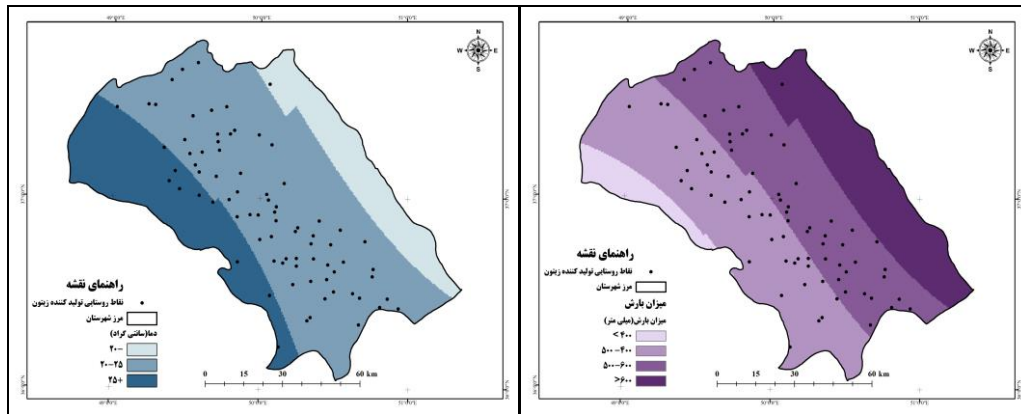 N
W E
S
راهنمای نقشه
نقاط روستایی تولید کننده زیتون
مرز شهرستان
دما(سانتی گراد)
۲۰-
۲۰-۲۵
۲۵+
0 15 30 60 km
N
W E
S
راهنمای نقشه
نقاط روستایی تولید کننده زیتون
مرز شهرستان
میزان بارش
میزان بارش(میلی متر)
< ۴۰۰
۵۰۰-۴۰۰
۵۰۰-۶۰۰
>۶۰۰
0 15 30 60 km